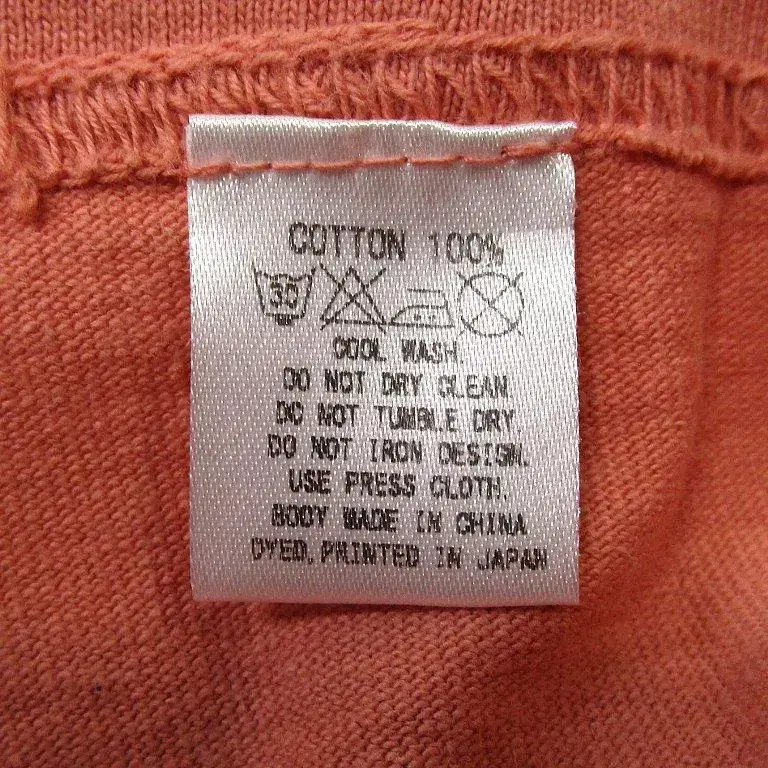 COTTON 100%
30
COOL WASH.
DO NOT DRY CLEAN.
DO NOT TUMBLE DRY.
DO NOT IRON DESIGN.
USE PRESS CLOTH.
BODY MADE IN CHINA
DYED, PRINTED IN JAPAN